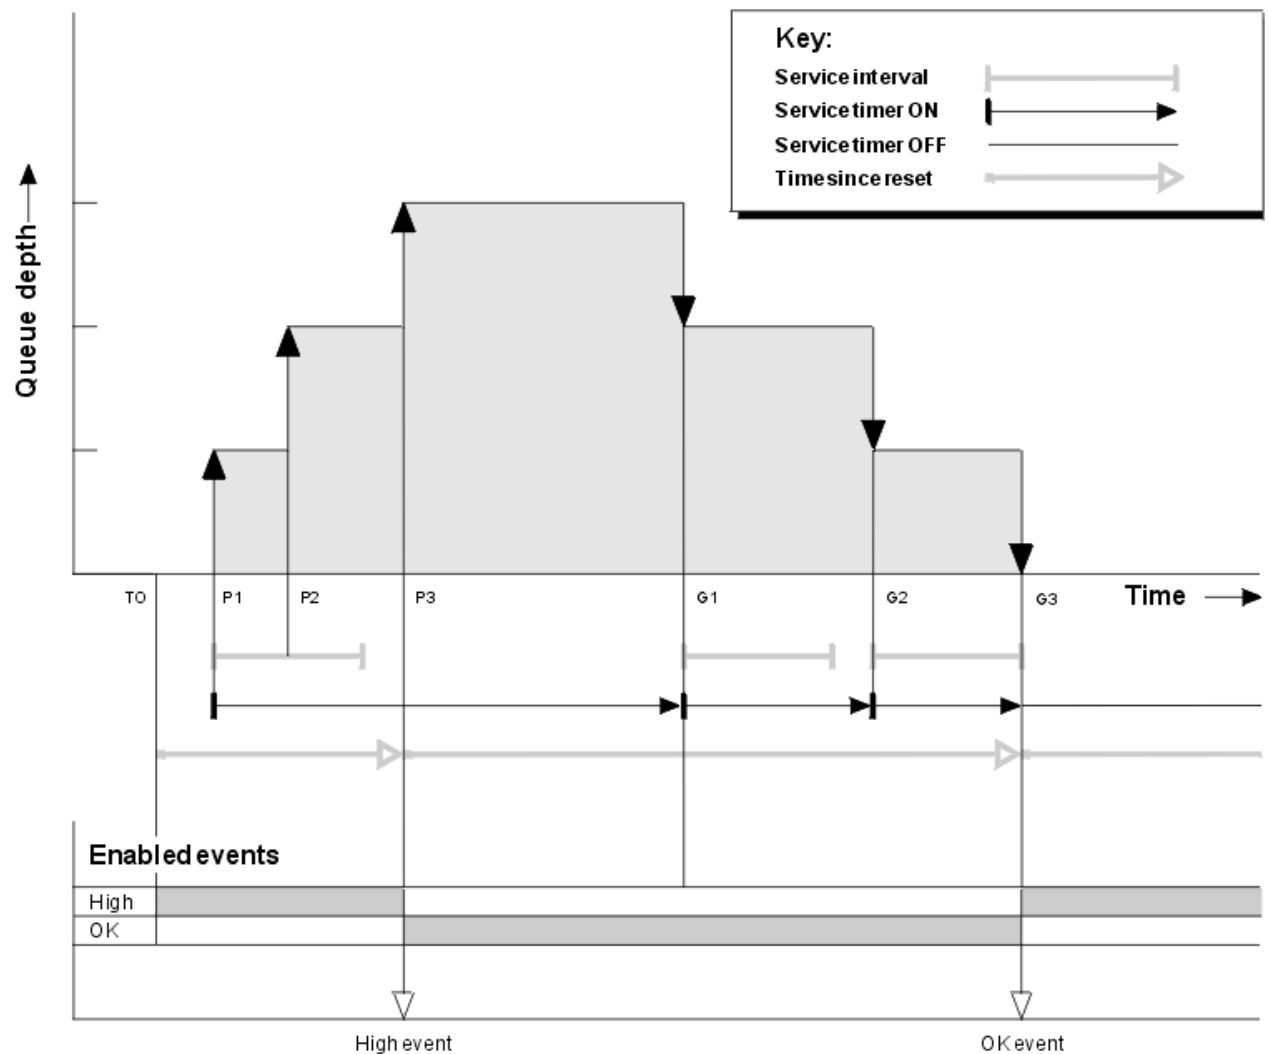 Key:
Service interval
Service timer ON
Service timer OFF
Time since reset
Queue depth
TO P1 P2 P3 G1 G2 G3 Time
Enabled events
High
OK
High event OK event